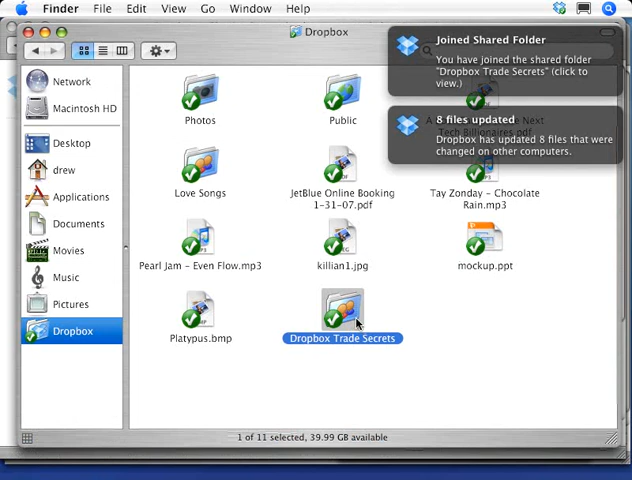 Finder File Edit View Go Window Help
Dropbox
Joined Shared Folder
You have joined the shared folder
"Dropbox Trade Secrets" (click to
view.)
8 files updated
Dropbox has updated 8 files that were
changed on other computers.
Network
Macintosh HD
Desktop
drew
Applications
Documents
Movies
Music
Pictures
Dropbox
Photos
Public
Next
Tech Billionaires.pdf
Love Songs
JetBlue Online Booking
1-31-07.pdf
Tay Zonday - Chocolate
Rain.mp3
Pearl Jam - Even Flow.mp3
killian1.jpg
mockup.ppt
Platypus.bmp
Dropbox Trade Secrets
1 of 11 selected, 39.99 GB available